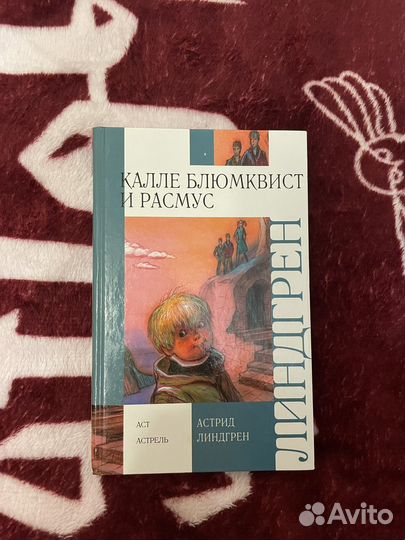 КАЛЛЕ БЛЮМКВИСТ
И РАСМУС
ЛИНДГРЕН
АСТ
АСТРЕЛЬ
АСТРИД
ЛИНДГРЕН
Avito